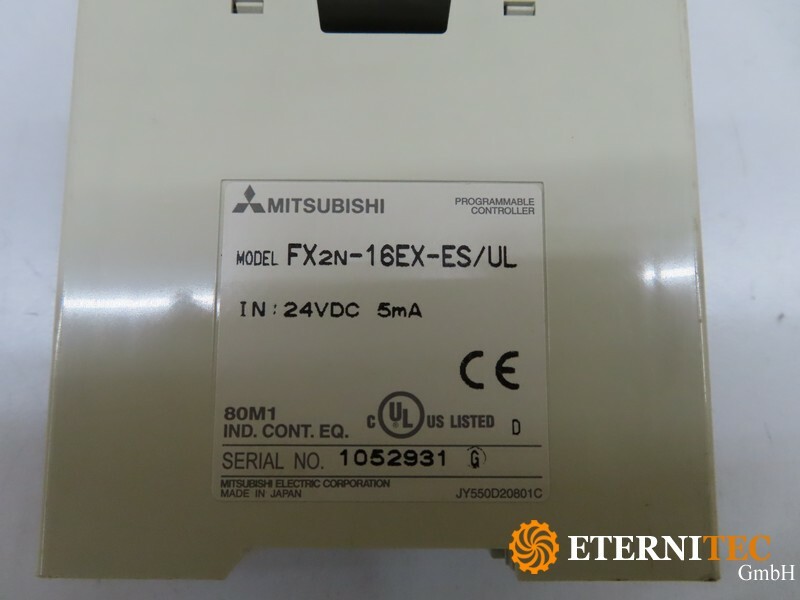 MITSUBISHI
PROGRAMMABLE
CONTROLLER
MODEL FX2N-16EX-ES/UL
IN: 24VDC 5mA
CE
80M1
IND. CONT. EQ.
C UL US LISTED D
SERIAL NO. 1052931 G
MITSUBISHI ELECTRIC CORPORATION
MADE IN JAPAN
JY550D20801C
ETERNITEC
GmbH